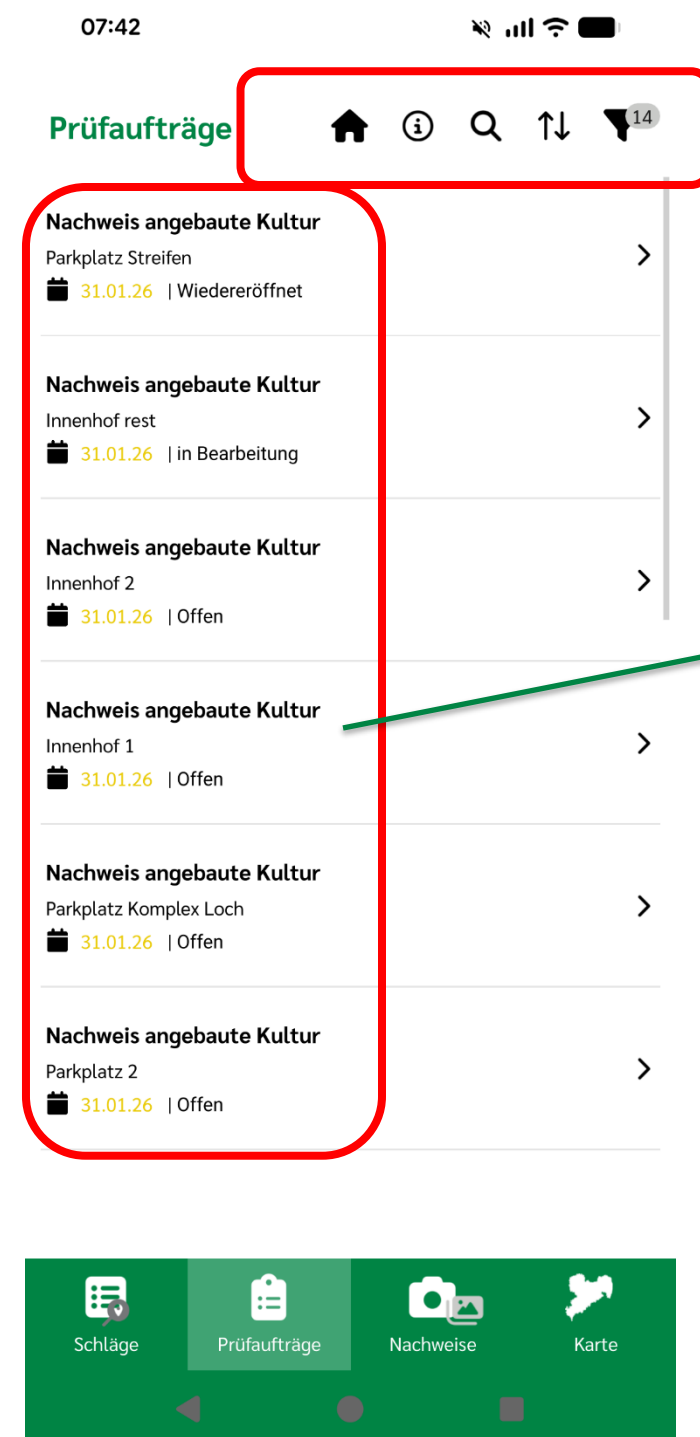 07:42
Prüfaufträge
14
Nachweis angebaute Kultur
Parkplatz Streifen
31.01.26 | Wiedereröffnet
Nachweis angebaute Kultur
Innenhof rest
31.01.26 | in Bearbeitung
Nachweis angebaute Kultur
Innenhof 2
31.01.26 | Offen
Nachweis angebaute Kultur
Innenhof 1
31.01.26 | Offen
Nachweis angebaute Kultur
Parkplatz Komplex Loch
31.01.26 | Offen
Nachweis angebaute Kultur
Parkplatz 2
31.01.26 | Offen
Schläge Prüfaufträge Nachweise Karte